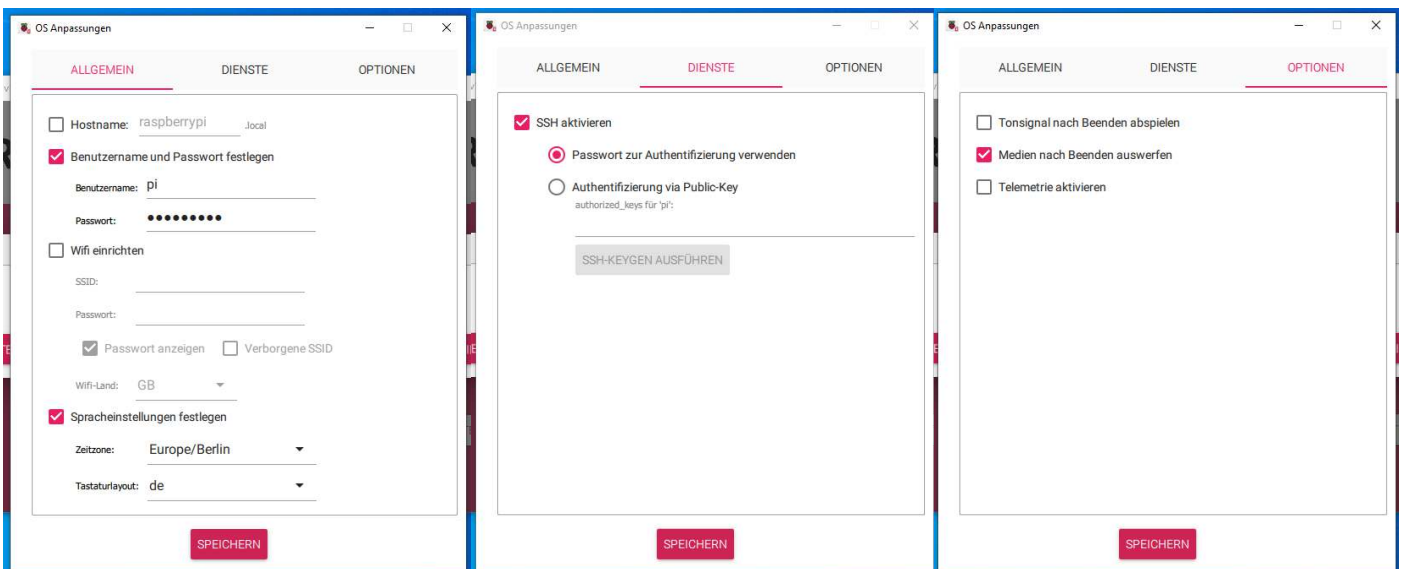 OS Anpassungen
ALLGEMEIN DIENSTE OPTIONEN
Hostname: raspberrypi .local
Benutzername und Passwort festlegen
Benutzername: pi
Passwort: •••••••••
Wifi einrichten
SSID:
Passwort:
Passwort anzeigen Verborgene SSID
Wifi-Land: GB
Spracheinstellungen festlegen
Zeitzone: Europe/Berlin
Tastaturlayout: de
SPEICHERN
OS Anpassungen
ALLGEMEIN DIENSTE OPTIONEN
SSH aktivieren
Passwort zur Authentifizierung verwenden
Authentifizierung via Public-Key
authorized_keys für 'pi':
SSH-KEYGEN AUSFÜHREN
SPEICHERN
OS Anpassungen
ALLGEMEIN DIENSTE OPTIONEN
Tonsignal nach Beenden abspielen
Medien nach Beenden auswerfen
Telemetrie aktivieren
SPEICHERN